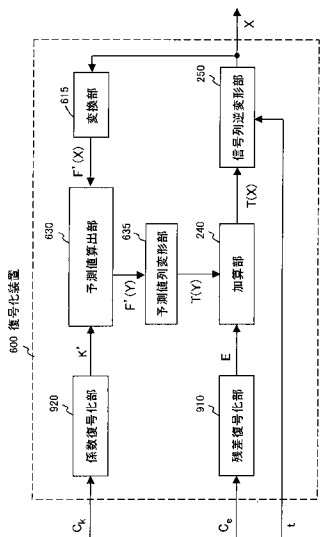 600 復号化装置
C_k
920
係数復号化部
K'
630
予測値算出部
F'(X)
615
変換部
F'(Y)
635
予測値列変形部
T(Y)
C_e
910
残差復号化部
E
240
加算部
T(X)
250
信号列逆変形部
X
t